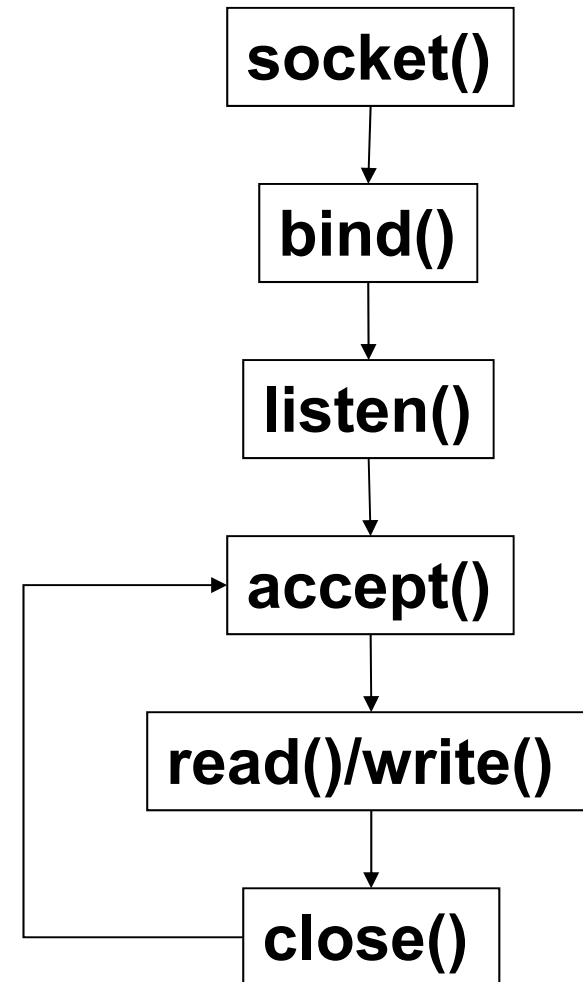 socket()
bind()
listen()
accept()
read()/write()
close()